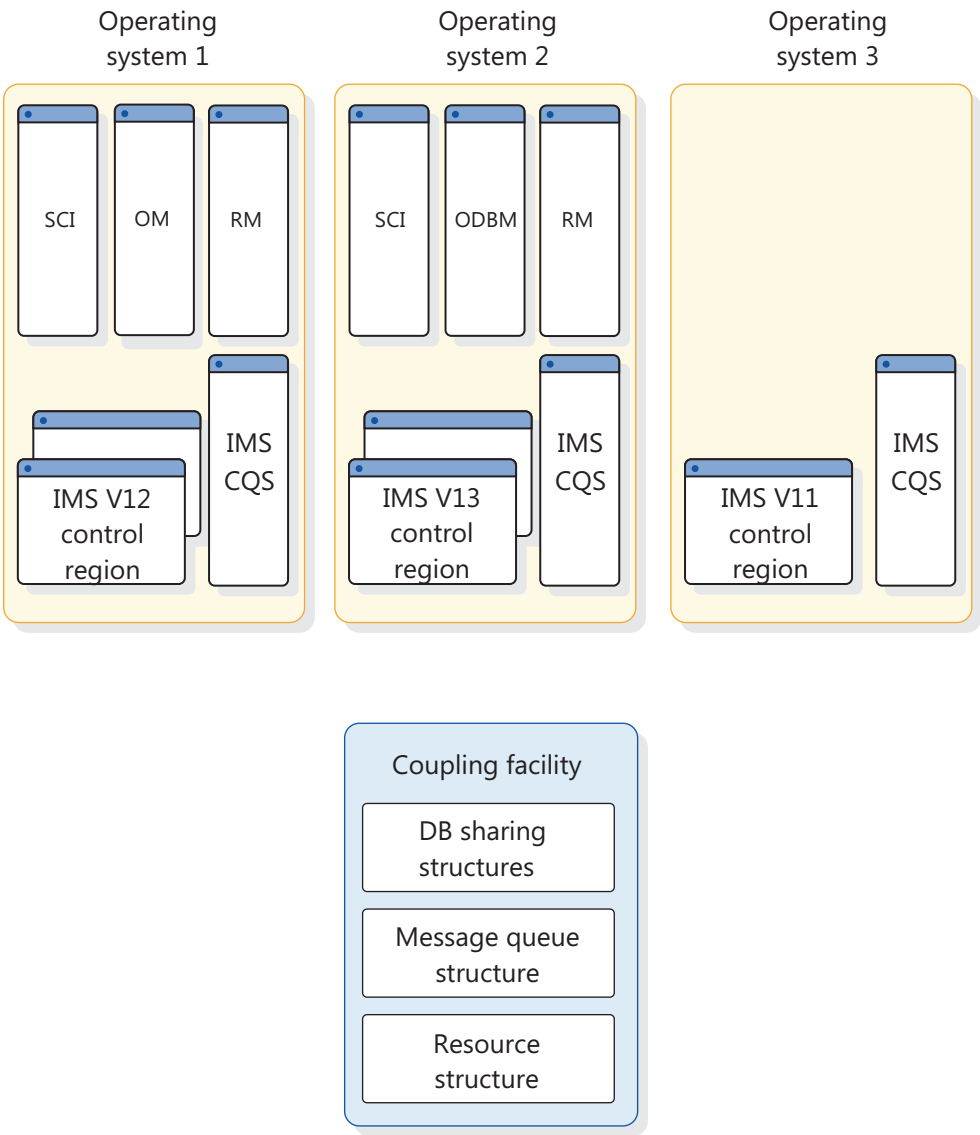 Operating
system 1
Operating
system 2
Operating
system 3
SCI
OM
RM
IMS
CQS
IMS V12
control
region
SCI
ODBM
RM
IMS
CQS
IMS V13
control
region
IMS
CQS
IMS V11
control
region
Coupling facility
DB sharing
structures
Message queue
structure
Resource
structure